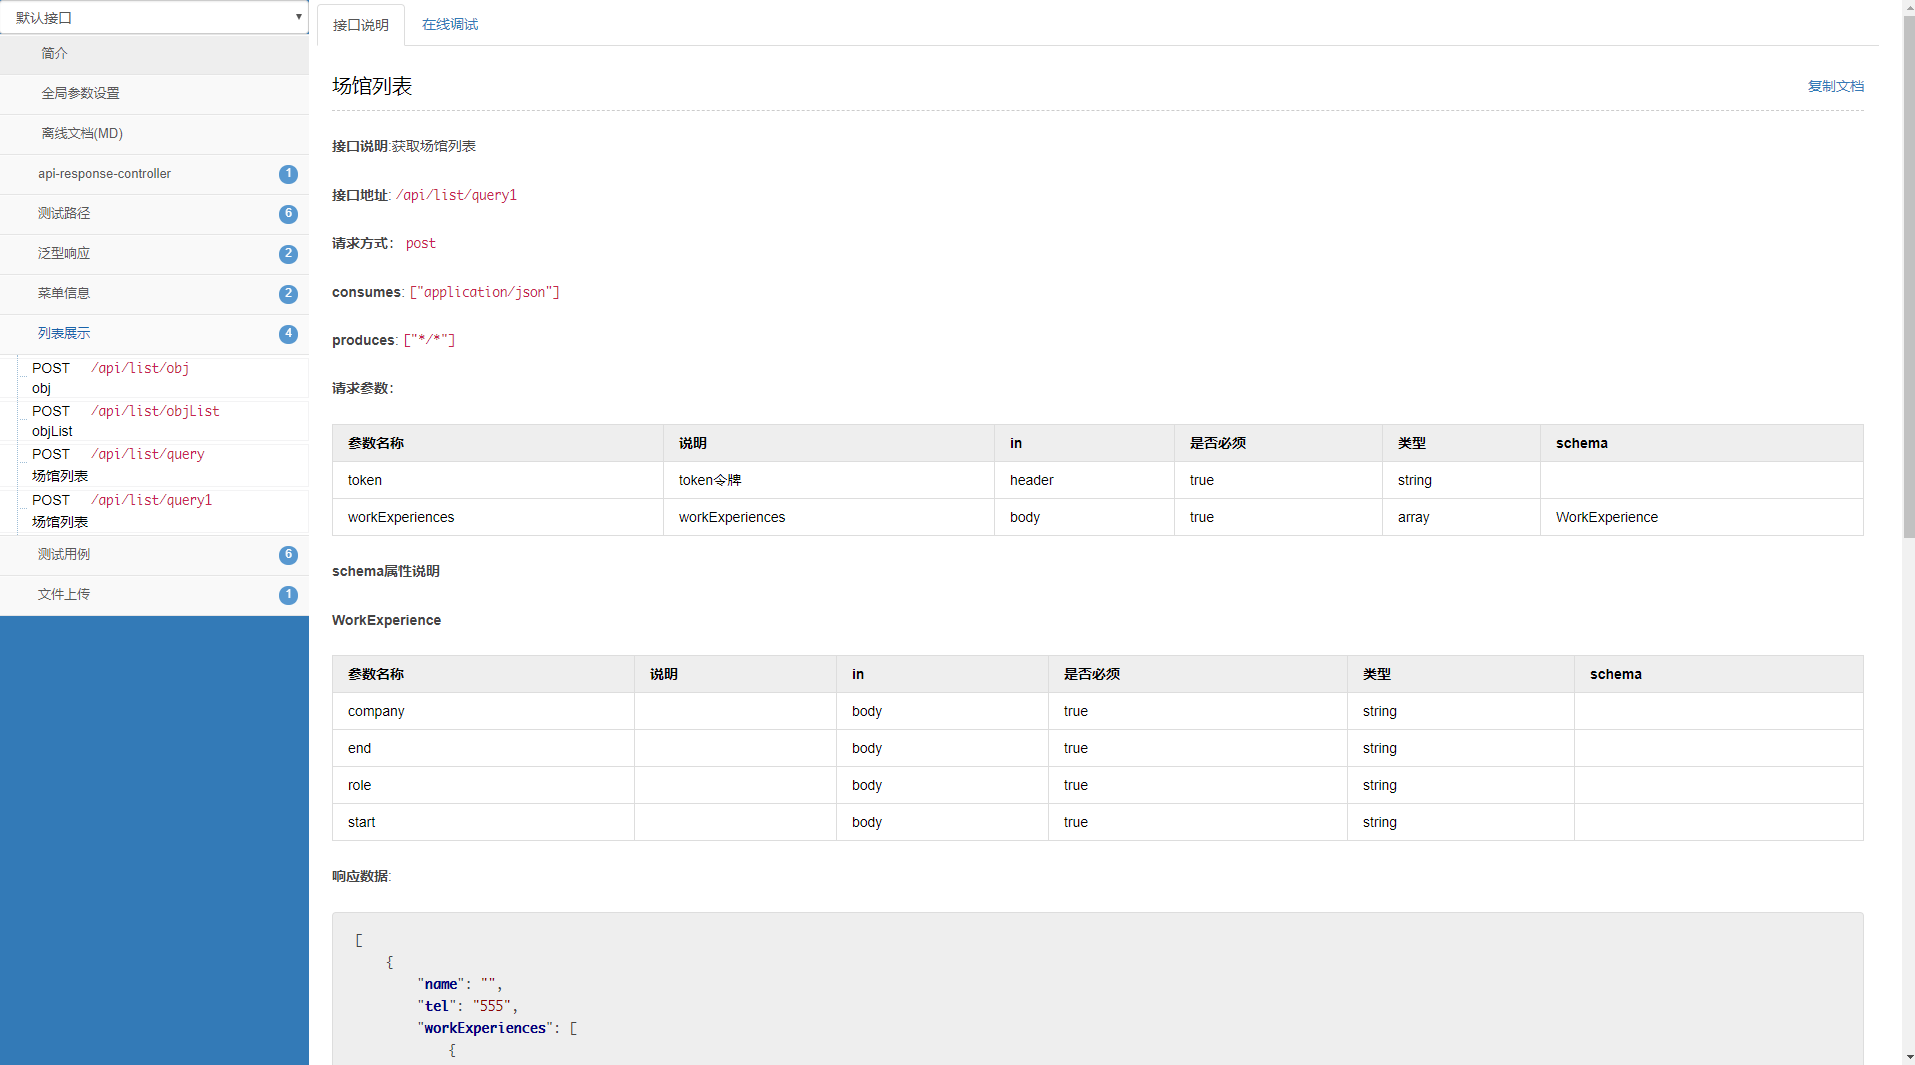 默认接口
简介
全局参数设置
离线文档(MD)
api-response-controller 1
测试路径 6
泛型响应 2
菜单信息 2
列表展示 4
POST /api/list/obj
obj
POST /api/list/objList
objList
POST /api/list/query
场馆列表
POST /api/list/query1
场馆列表
测试用例 6
文件上传 1
接口说明 在线调试
场馆列表 复制文档
接口说明:获取场馆列表
接口地址: /api/list/query1
请求方式： post
consumes: ["application/json"]
produces: ["*/*"]
请求参数：
参数名称 说明 in 是否必须 类型 schema
token token令牌 header true string
workExperiences workExperiences body true array WorkExperience
schema属性说明
WorkExperience
参数名称 说明 in 是否必须 类型 schema
company body true string
end body true string
role body true string
start body true string
响应数据:
[
{
"name": "",
"tel": "555",
"workExperiences": [
{